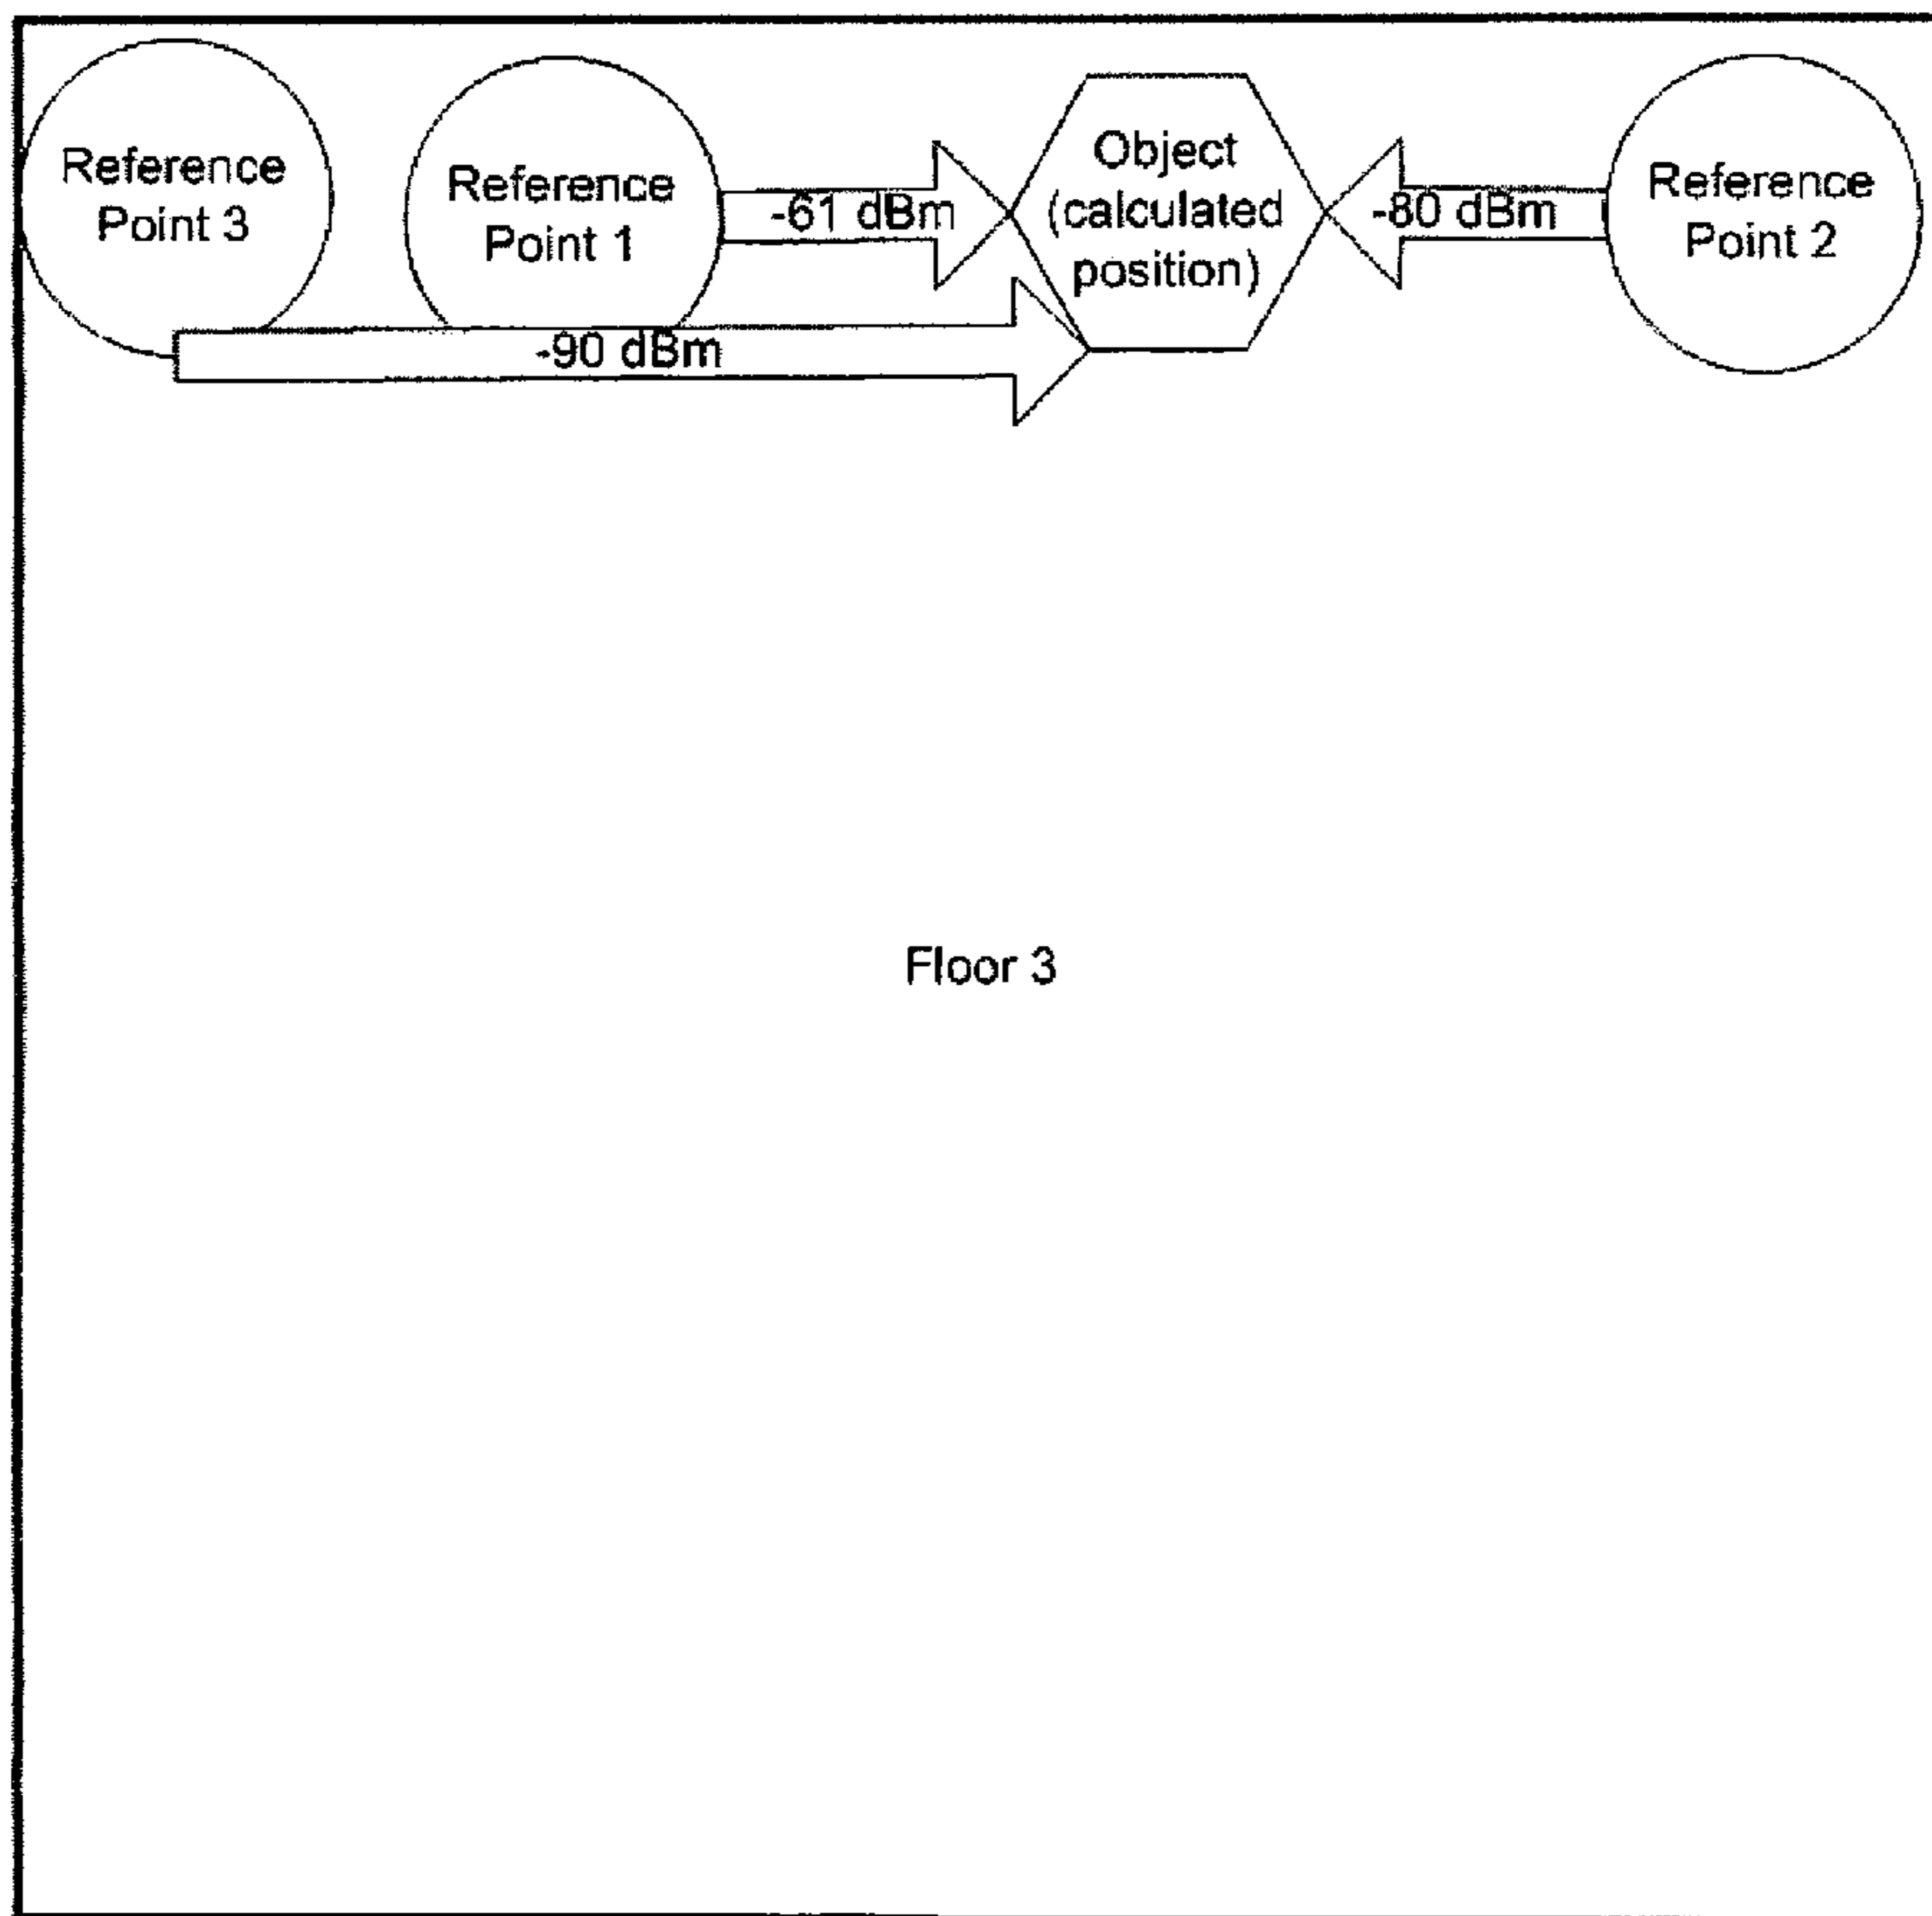 Reference
Point 3
Reference
Point 1
-61 dBm
Object
(calculated
position)
-80 dBm
Reference
Point 2
-90 dBm
Floor 3